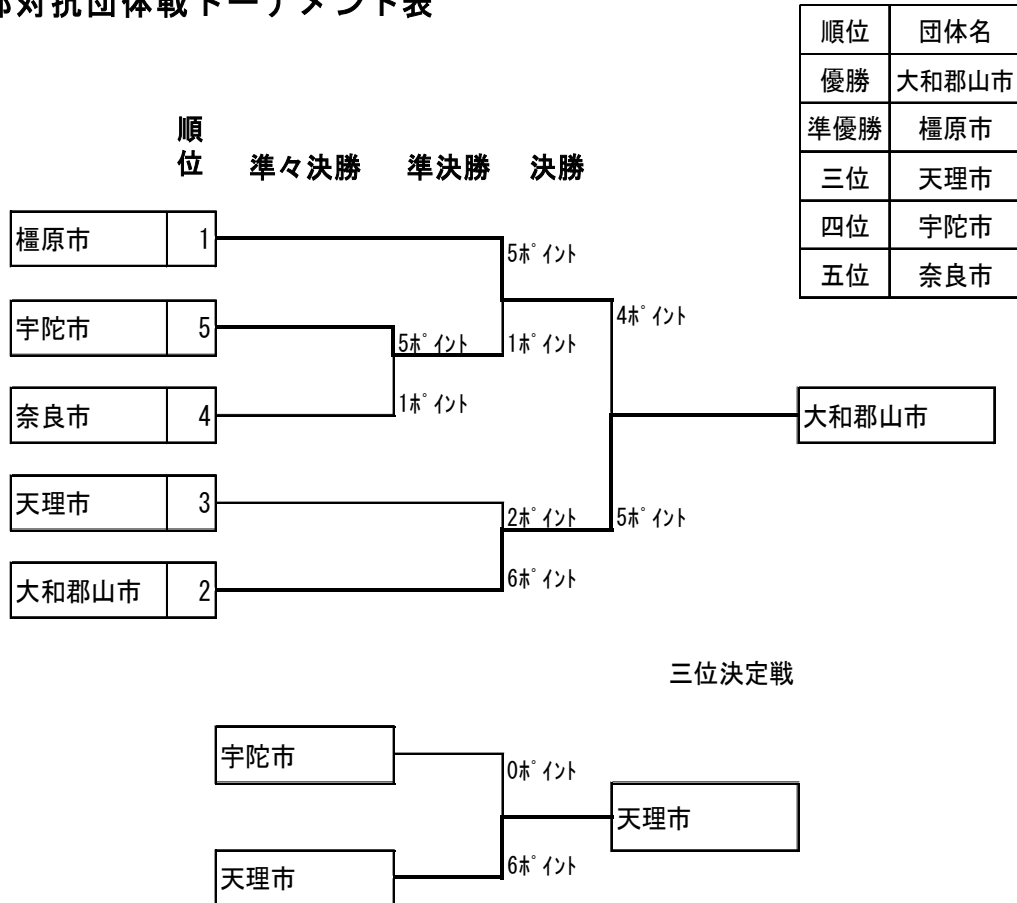 部対抗団体戦トーナメント表
順位 団体名
優勝 大和郡山市
準優勝 橿原市
三位 天理市
四位 宇陀市
五位 奈良市
順位 準々決勝 準決勝 決勝
橿原市 1
5ﾎﾟｲﾝﾄ
宇陀市 5
5ﾎﾟｲﾝﾄ 1ﾎﾟｲﾝﾄ
4ﾎﾟｲﾝﾄ
奈良市 4
1ﾎﾟｲﾝﾄ
大和郡山市
天理市 3
2ﾎﾟｲﾝﾄ 5ﾎﾟｲﾝﾄ
大和郡山市 2
6ﾎﾟｲﾝﾄ
三位決定戦
宇陀市
0ﾎﾟｲﾝﾄ
天理市
6ﾎﾟｲﾝﾄ
天理市